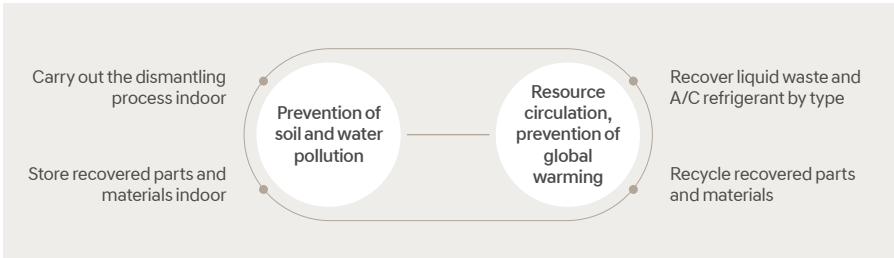 Carry out the dismantling
process indoor
Store recovered parts and
materials indoor
Prevention of
soil and water
pollution
Resource
circulation,
prevention of
global
warming
Recover liquid waste and
A/C refrigerant by type
Recycle recovered parts
and materials